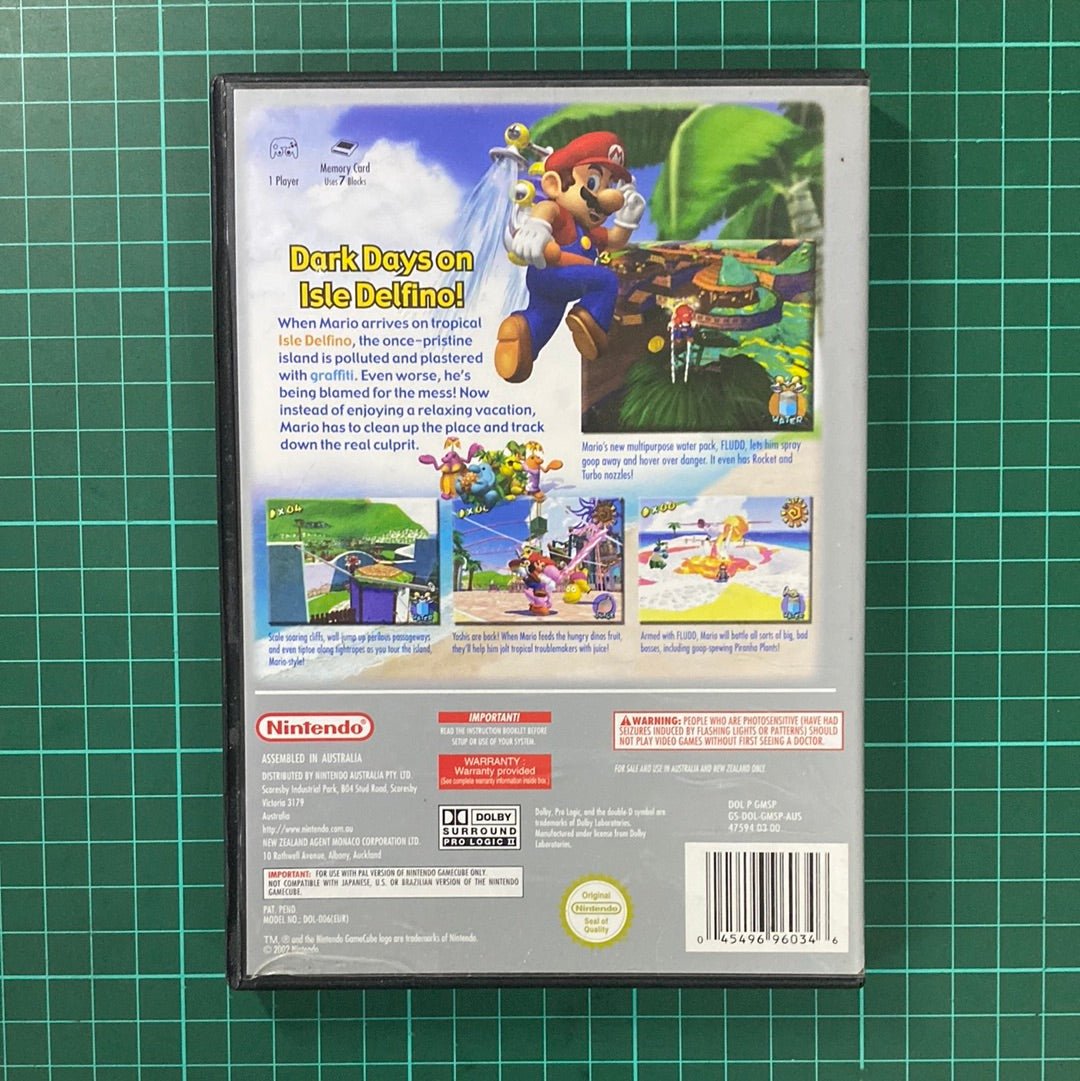 1 Player
Memory Card
Uses 7 Blocks
M
Dark Days on
Isle Delfino!
When Mario arrives on tropical
Isle Delfino, the once-pristine
island is polluted and plastered
with graffiti. Even worse, he's
being blamed for the mess! Now
instead of enjoying a relaxing vacation,
Mario has to clean up the place and track
down the real culprit.
WATER
Mario's new multipurpose water pack, FLUDD, lets him spray
goop away and hover over danger. It even has Rocket and
Turbo nozzles!
×04
WATER
JUICE
×00
WATER
Scale soaring cliffs, wall-jump up perilous passageways
and even tiptoe along tightropes as you tour the island,
Mario-style!
Yoshis are back! When Mario feeds the hungry dinos fruit,
they'll help him jolt tropical troublemakers with juice!
Armed with FLUDD, Mario will battle all sorts of big, bad
bosses, including goop-spewing Piranha Plants!
Nintendo®
ASSEMBLED IN AUSTRALIA
DISTRIBUTED BY NINTENDO AUSTRALIA PTY. LTD.
Scoresby Industrial Park, 804 Stud Road, Scoresby
Victoria 3179
Australia
http://www.nintendo.com.au
NEW ZEALAND AGENT MONACO CORPORATION LTD.
10 Rothwell Avenue, Albany, Auckland
IMPORTANT: FOR USE WITH PAL VERSION OF NINTENDO GAMECUBE ONLY.
NOT COMPATIBLE WITH JAPANESE, U.S. OR BRAZILIAN VERSION OF THE NINTENDO
GAMECUBE.
PAT. PEND
MODEL NO.: DOL-006(EUR)
TM, ® and the Nintendo GameCube logo are trademarks of Nintendo.
© 2002 Nintendo.
IMPORTANT!
READ THE INSTRUCTION BOOKLET BEFORE
SETUP OR USE OF YOUR SYSTEM.
WARRANTY:
Warranty provided
(See complete warranty information inside box.)
DOLBY
SURROUND
PRO LOGIC II
Dolby, Pro Logic, and the double-D symbol are
trademarks of Dolby Laboratories.
Manufactured under license from Dolby
Laboratories.
WARNING: PEOPLE WHO ARE PHOTOSENSITIVE (HAVE HAD
SEIZURES INDUCED BY FLASHING LIGHTS OR PATTERNS) SHOULD
NOT PLAY VIDEO GAMES WITHOUT FIRST SEEING A DOCTOR.
FOR SALE AND USE IN AUSTRALIA AND NEW ZEALAND ONLY.
DOL P GMSP
GS-DOL-GMSP-AUS
47594 D3 00
Original
Nintendo
Seal of
Quality
0 45496 96034 6